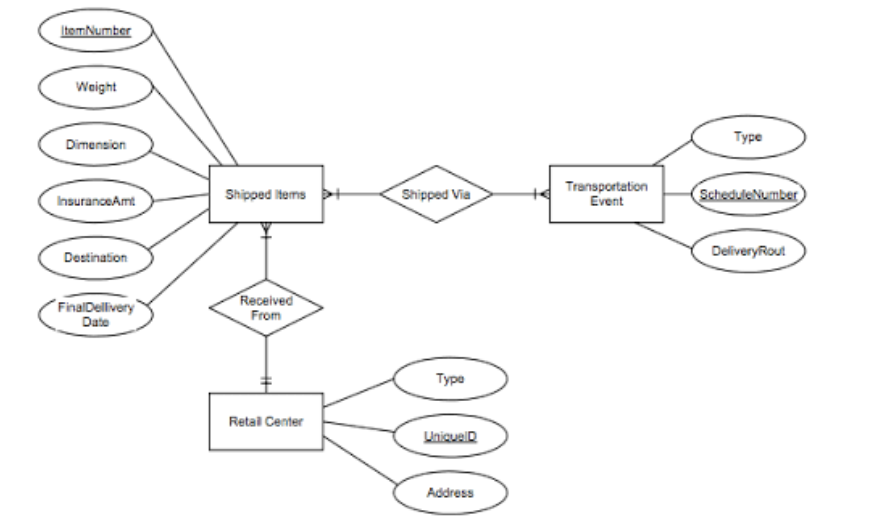 ItemNumber
Weight
Dimension
InsuranceAmt
Destination
FinalDellivery
Date
Shipped Items
Shipped Via
Transportation
Event
Type
ScheduleNumber
DeliveryRout
Received
From
Retail Center
Type
UniqueID
Address